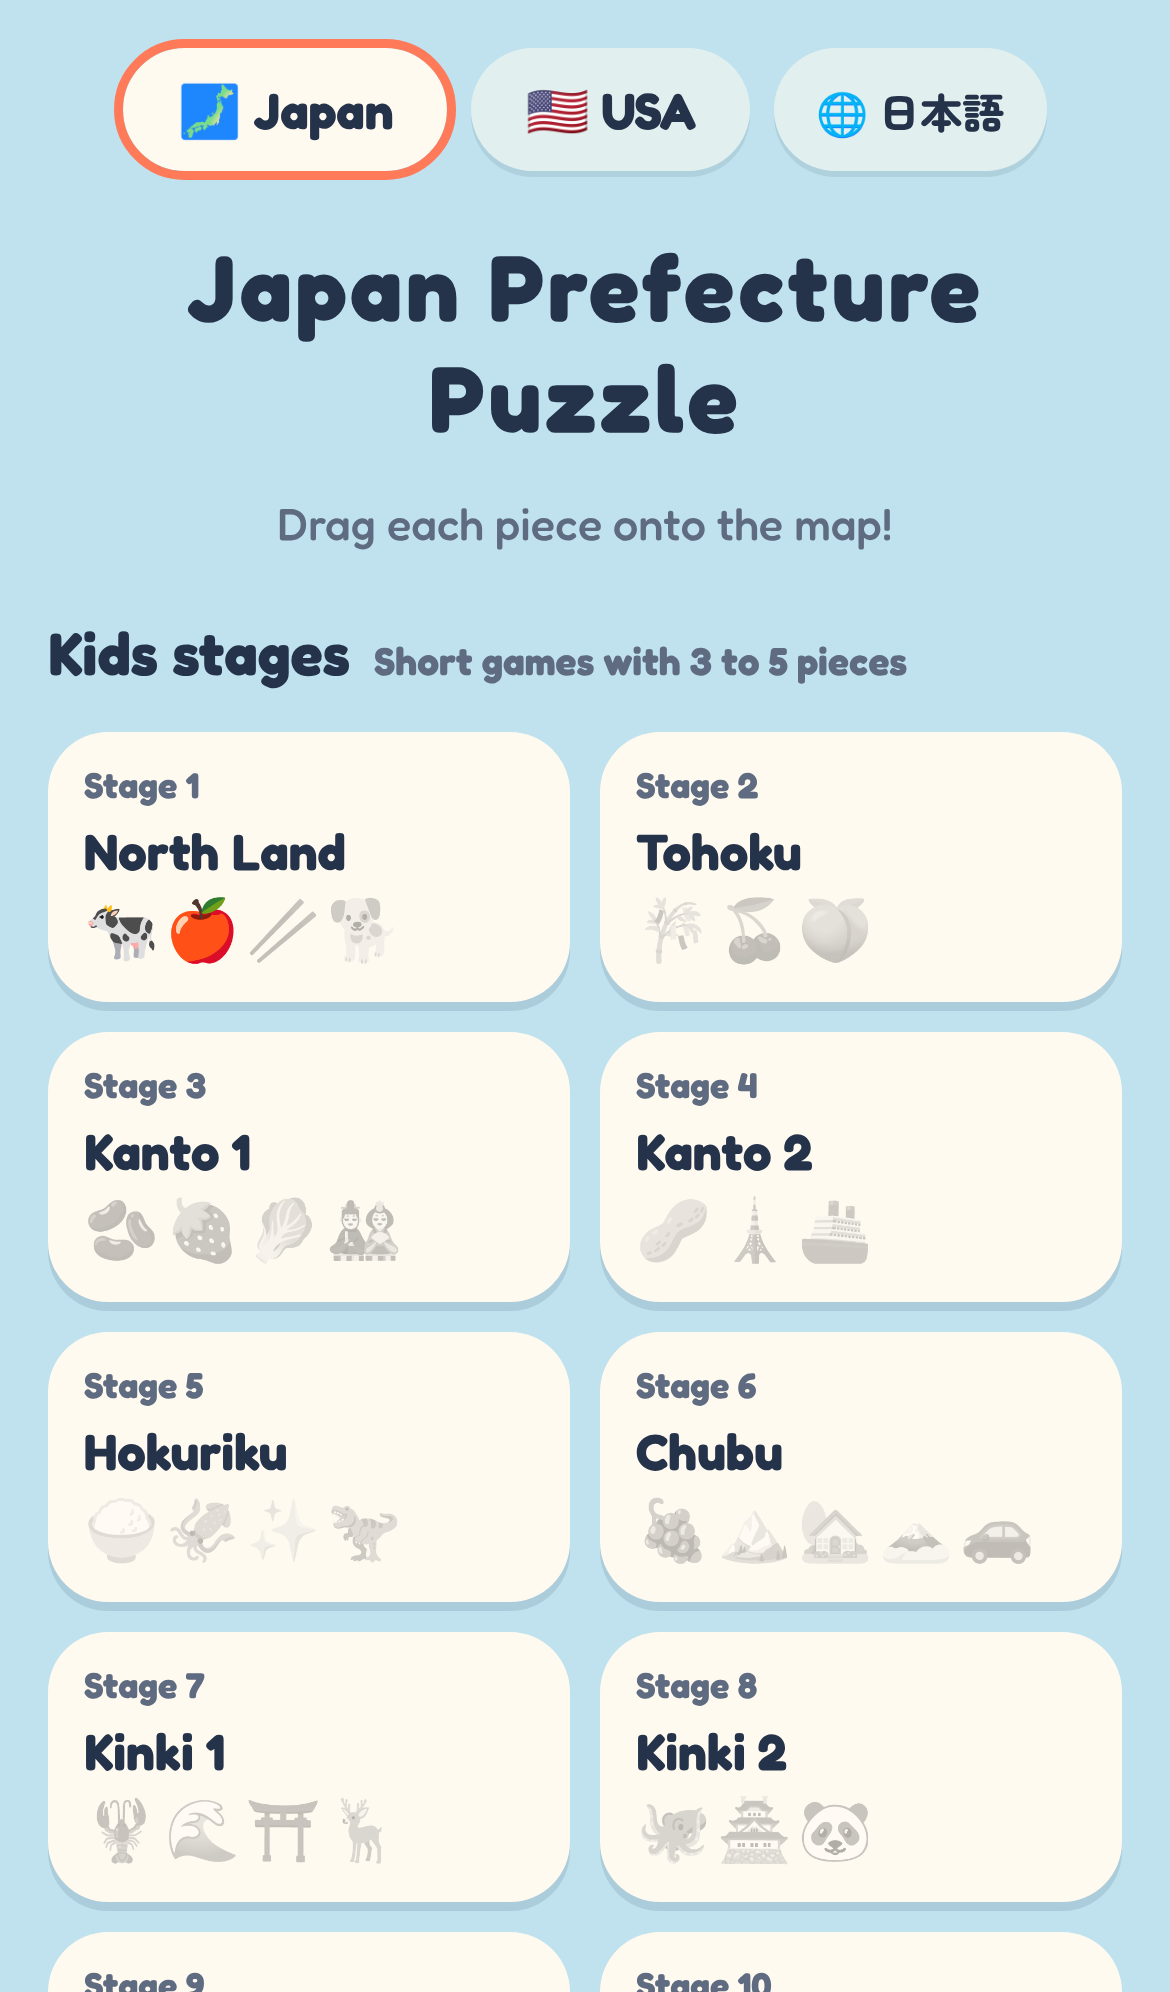 Japan
USA
日本語
Japan Prefecture
Puzzle
Drag each piece onto the map!
Kids stages Short games with 3 to 5 pieces
Stage 1
North Land
Stage 2
Tohoku
Stage 3
Kanto 1
Stage 4
Kanto 2
Stage 5
Hokuriku
Stage 6
Chubu
Stage 7
Kinki 1
Stage 8
Kinki 2
Stage 9
Stage 10